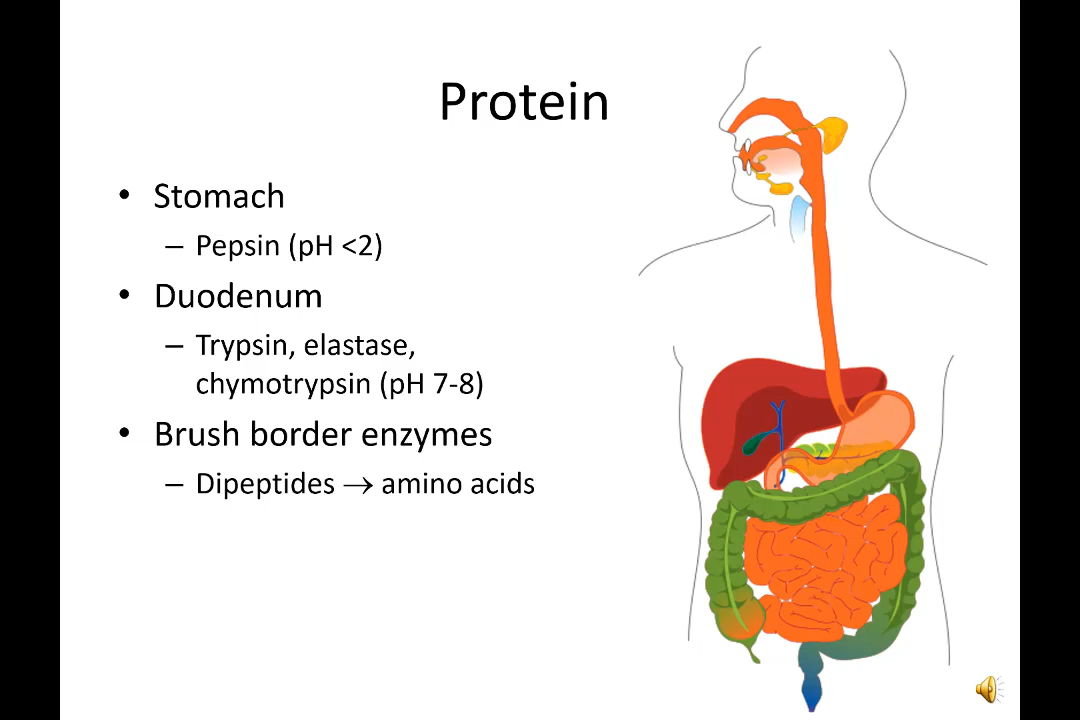 Protein
• Stomach
– Pepsin (pH <2)
• Duodenum
– Trypsin, elastase,
chymotrypsin (pH 7-8)
• Brush border enzymes
– Dipeptides → amino acids